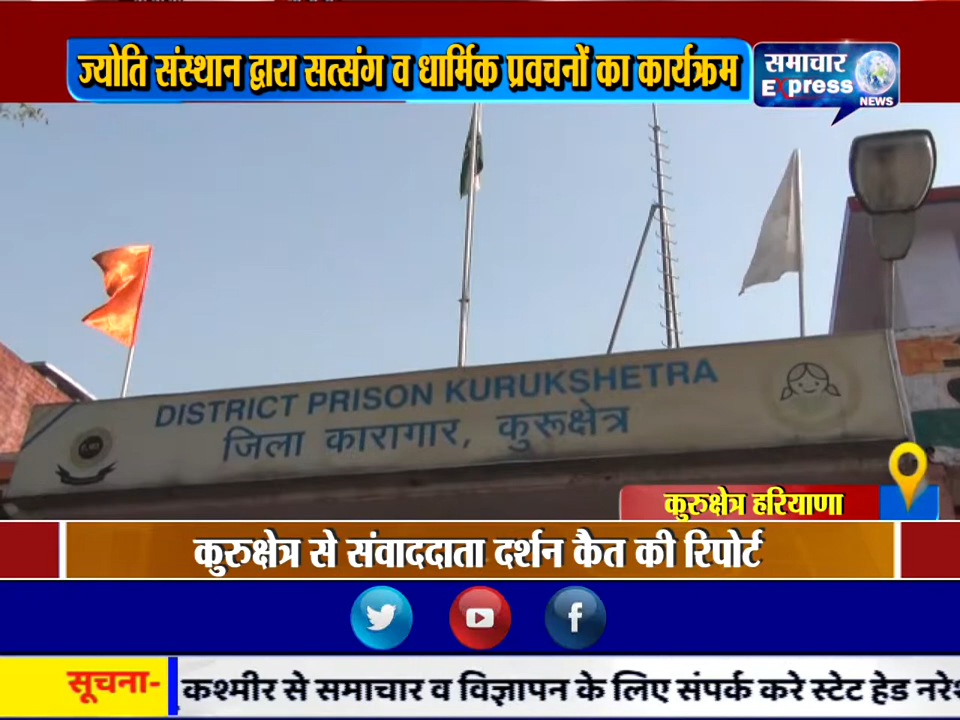 ज्योति संस्थान द्वारा सत्संग व धार्मिक प्रवचनों का कार्यक्रम
समाचार
Express
NEWS
DISTRICT PRISON KURUKSHETRA
जिला कारागार, कुरूक्षेत्र
कुरुक्षेत्र हरियाणा
कुरुक्षेत्र से संवाददाता दर्शन कैत की रिपोर्ट
सूचना- कश्मीर से समाचार व विज्ञापन के लिए संपर्क करे स्टेट हेड